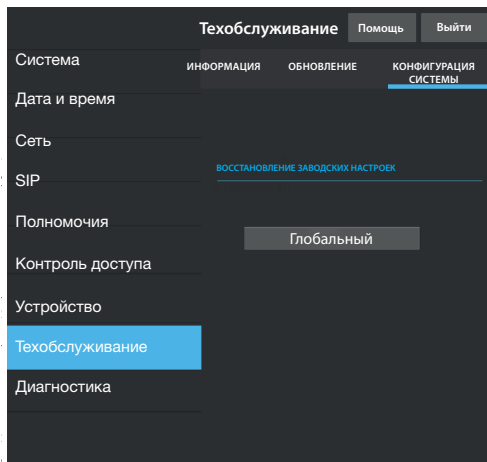 Техобслуживание
Помощь
Выйти
Система
Дата и время
Сеть
SIP
Полномочия
Контроль доступа
Устройство
Техобслуживание
Диагностика
ИНФОРМАЦИЯ
ОБНОВЛЕНИЕ
КОНФИГУРАЦИЯ
СИСТЕМЫ
ВОССТАНОВЛЕНИЕ ЗАВОДСКИХ НАСТРОЕК
Глобальный